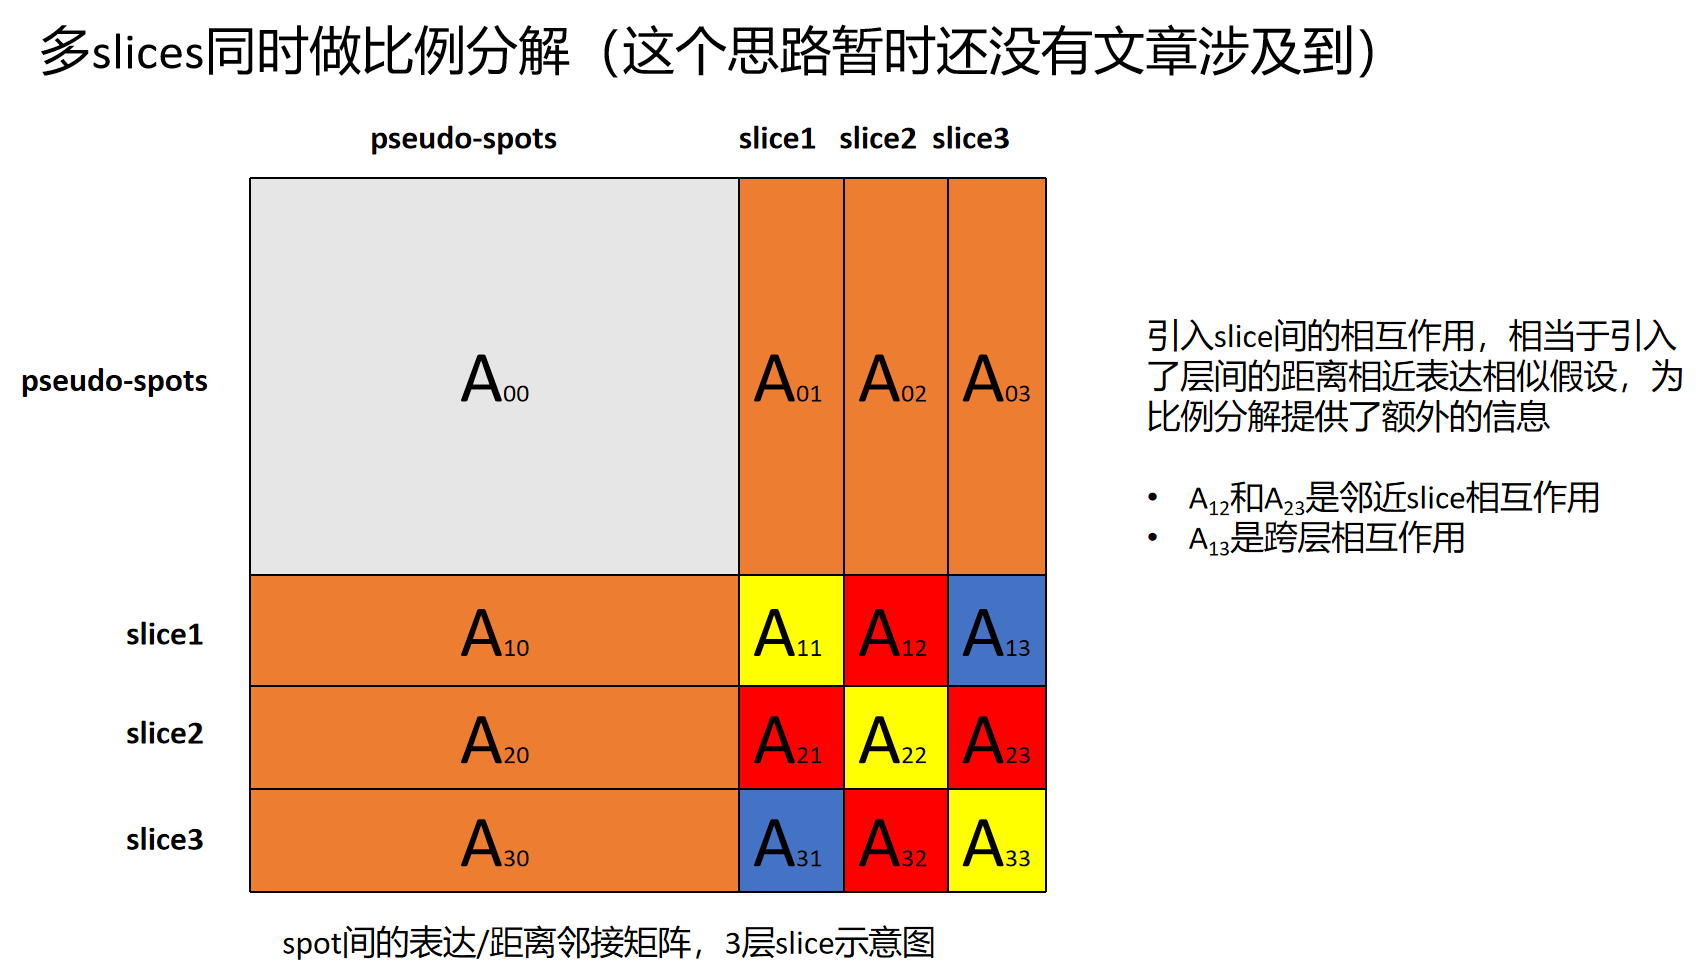 多slices同时做比例分解（这个思路暂时还没有文章涉及到）
pseudo-spots slice1 slice2 slice3
pseudo-spots A00 A01 A02 A03
引入slice间的相互作用，相当于引入
了层间的距离相近表达相似假设，为
比例分解提供了额外的信息
• A12和A23是邻近slice相互作用
• A13是跨层相互作用
slice1 A10 A11 A12 A13
slice2 A20 A21 A22 A23
slice3 A30 A31 A32 A33
spot间的表达/距离邻接矩阵，3层slice示意图